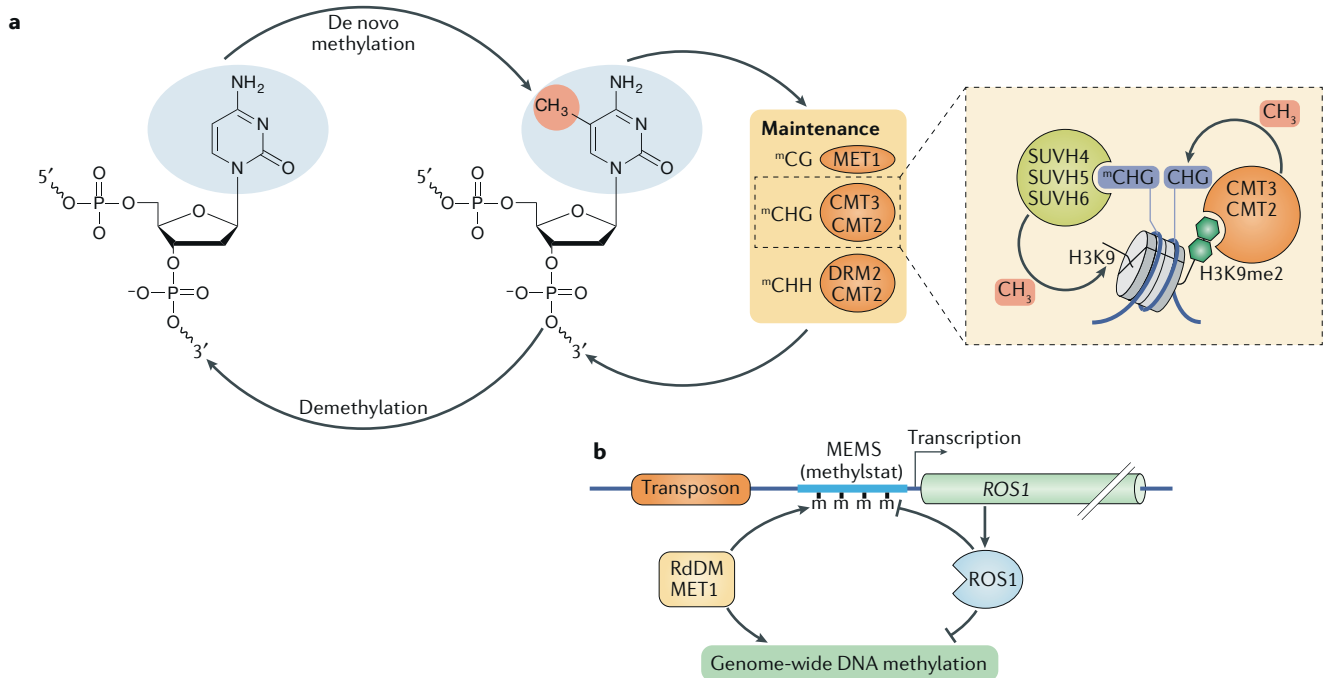 a
De novo
methylation
NH₂
N
N
O
5′
O
P
O
O
O⁻
O
O
P
⁻O
O
O
3′
CH₃
NH₂
N
N
O
5′
O
P
O
O
O⁻
O
O
P
⁻O
O
O
3′
Demethylation
Maintenance
ᵐCG
MET1
ᵐCHG
CMT3
CMT2
ᵐCHH
DRM2
CMT2
CH₃
SUVH4
SUVH5
SUVH6
ᵐCHG
CHG
CMT3
CMT2
H3K9
H3K9me2
CH₃
b
MEMS
(methylstat)
Transcription
Transposon
ROS1
m m m m
RdDM
MET1
ROS1
Genome-wide DNA methylation